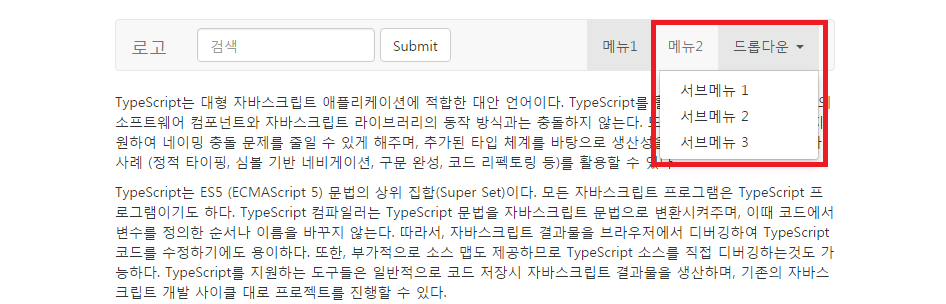 로고
검색
Submit
메뉴1
메뉴2
드롭다운
서브메뉴 1
서브메뉴 2
서브메뉴 3
TypeScript는 대형 자바스크립트 애플리케이션에 적합한 대안 언어이다. TypeScript를
소프트웨어 컴포넌트와 자바스크립트 라이브러리의 동작 방식과는 충돌하지 않는다.
원하여 네이밍 충돌 문제를 줄일 수 있게 해주며, 추가된 타입 체계를 바탕으로
사례 (정적 타이핑, 심볼 기반 네비게이션, 구문 완성, 코드 리팩토링 등)를 활용할 수
TypeScript는 ES5 (ECMAScript 5) 문법의 상위 집합(Super Set)이다. 모든 자바스크립트 프로그램은 TypeScript 프
로그램이기도 하다. TypeScript 컴파일러는 TypeScript 문법을 자바스크립트 문법으로 변환시켜주며, 이때 코드에서
변수를 정의한 순서나 이름을 바꾸지 않는다. 따라서, 자바스크립트 결과물을 브라우저에서 디버깅하여 TypeScript
코드를 수정하기에도 용이하다. 또한, 부가적으로 소스 맵도 제공하므로 TypeScript 소스를 직접 디버깅하는것도 가
능하다. TypeScript를 지원하는 도구들은 일반적으로 코드 저장시 자바스크립트 결과물을 생산하며, 기존의 자바스
크립트 개발 사이클 대로 프로젝트를 진행할 수 있다.